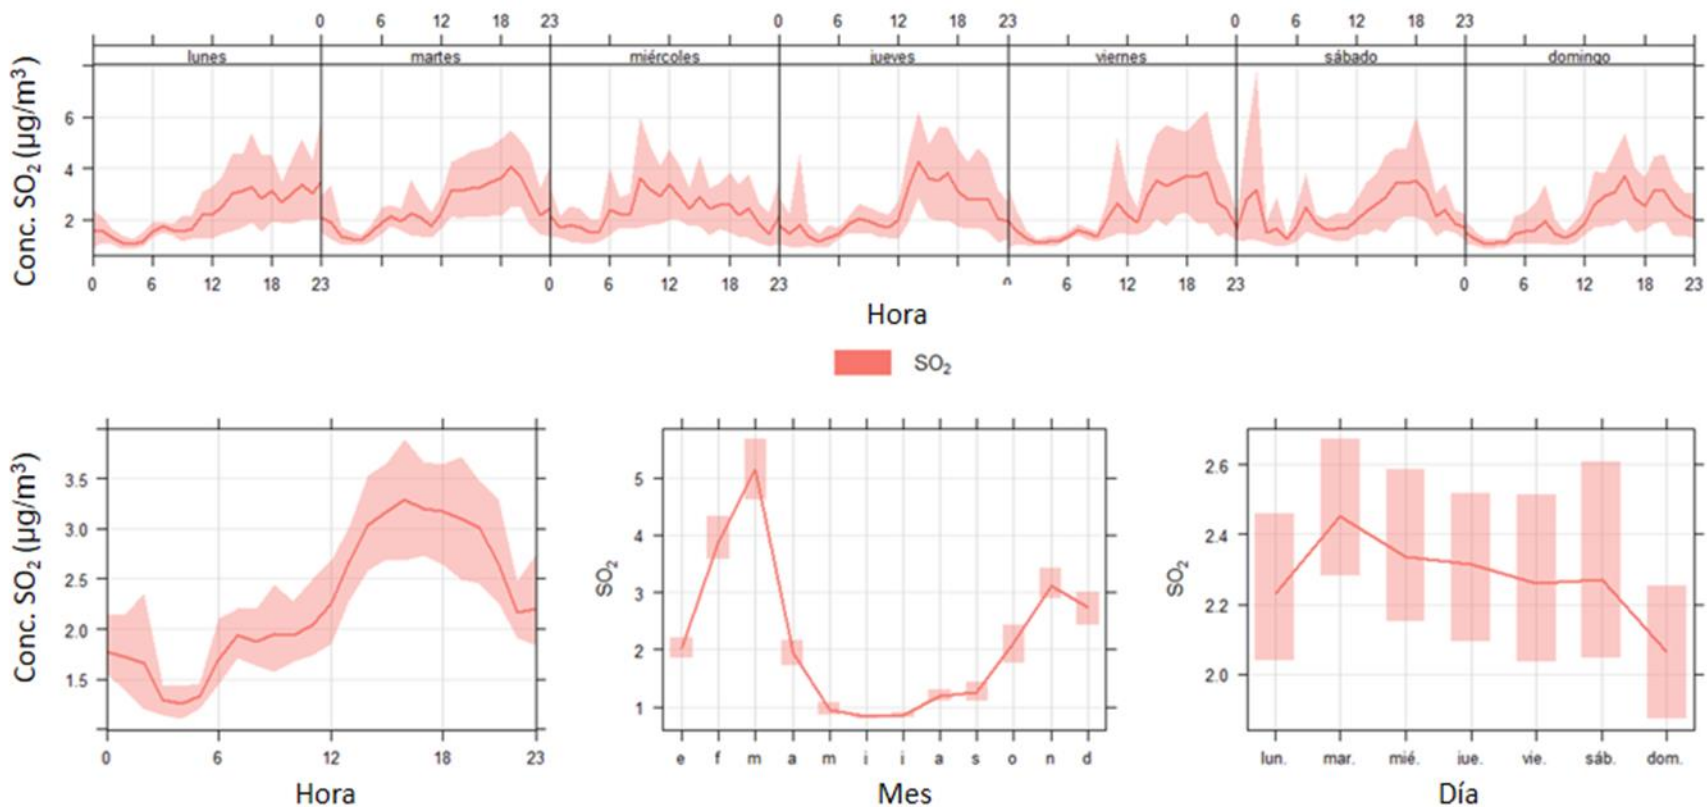 0 6 12 18 23 0 6 12 18 23 0 6 12 18 23
lunes martes miércoles jueves viernes sábado domingo
Conc. SO₂ (µg/m³)
6
4
2
0 6 12 18 23 0 6 12 18 23 6 12 18 23 0 6 12 18 23
Hora
SO₂
Conc. SO₂ (µg/m³)
3.5
3.0
2.5
2.0
1.5
0 6 12 18 23
Hora
SO₂
5
4
3
2
1
e f m a m j j a s o n d
Mes
SO₂
2.6
2.4
2.2
2.0
lun. mar. mié. jue. vie. sáb. dom.
Día